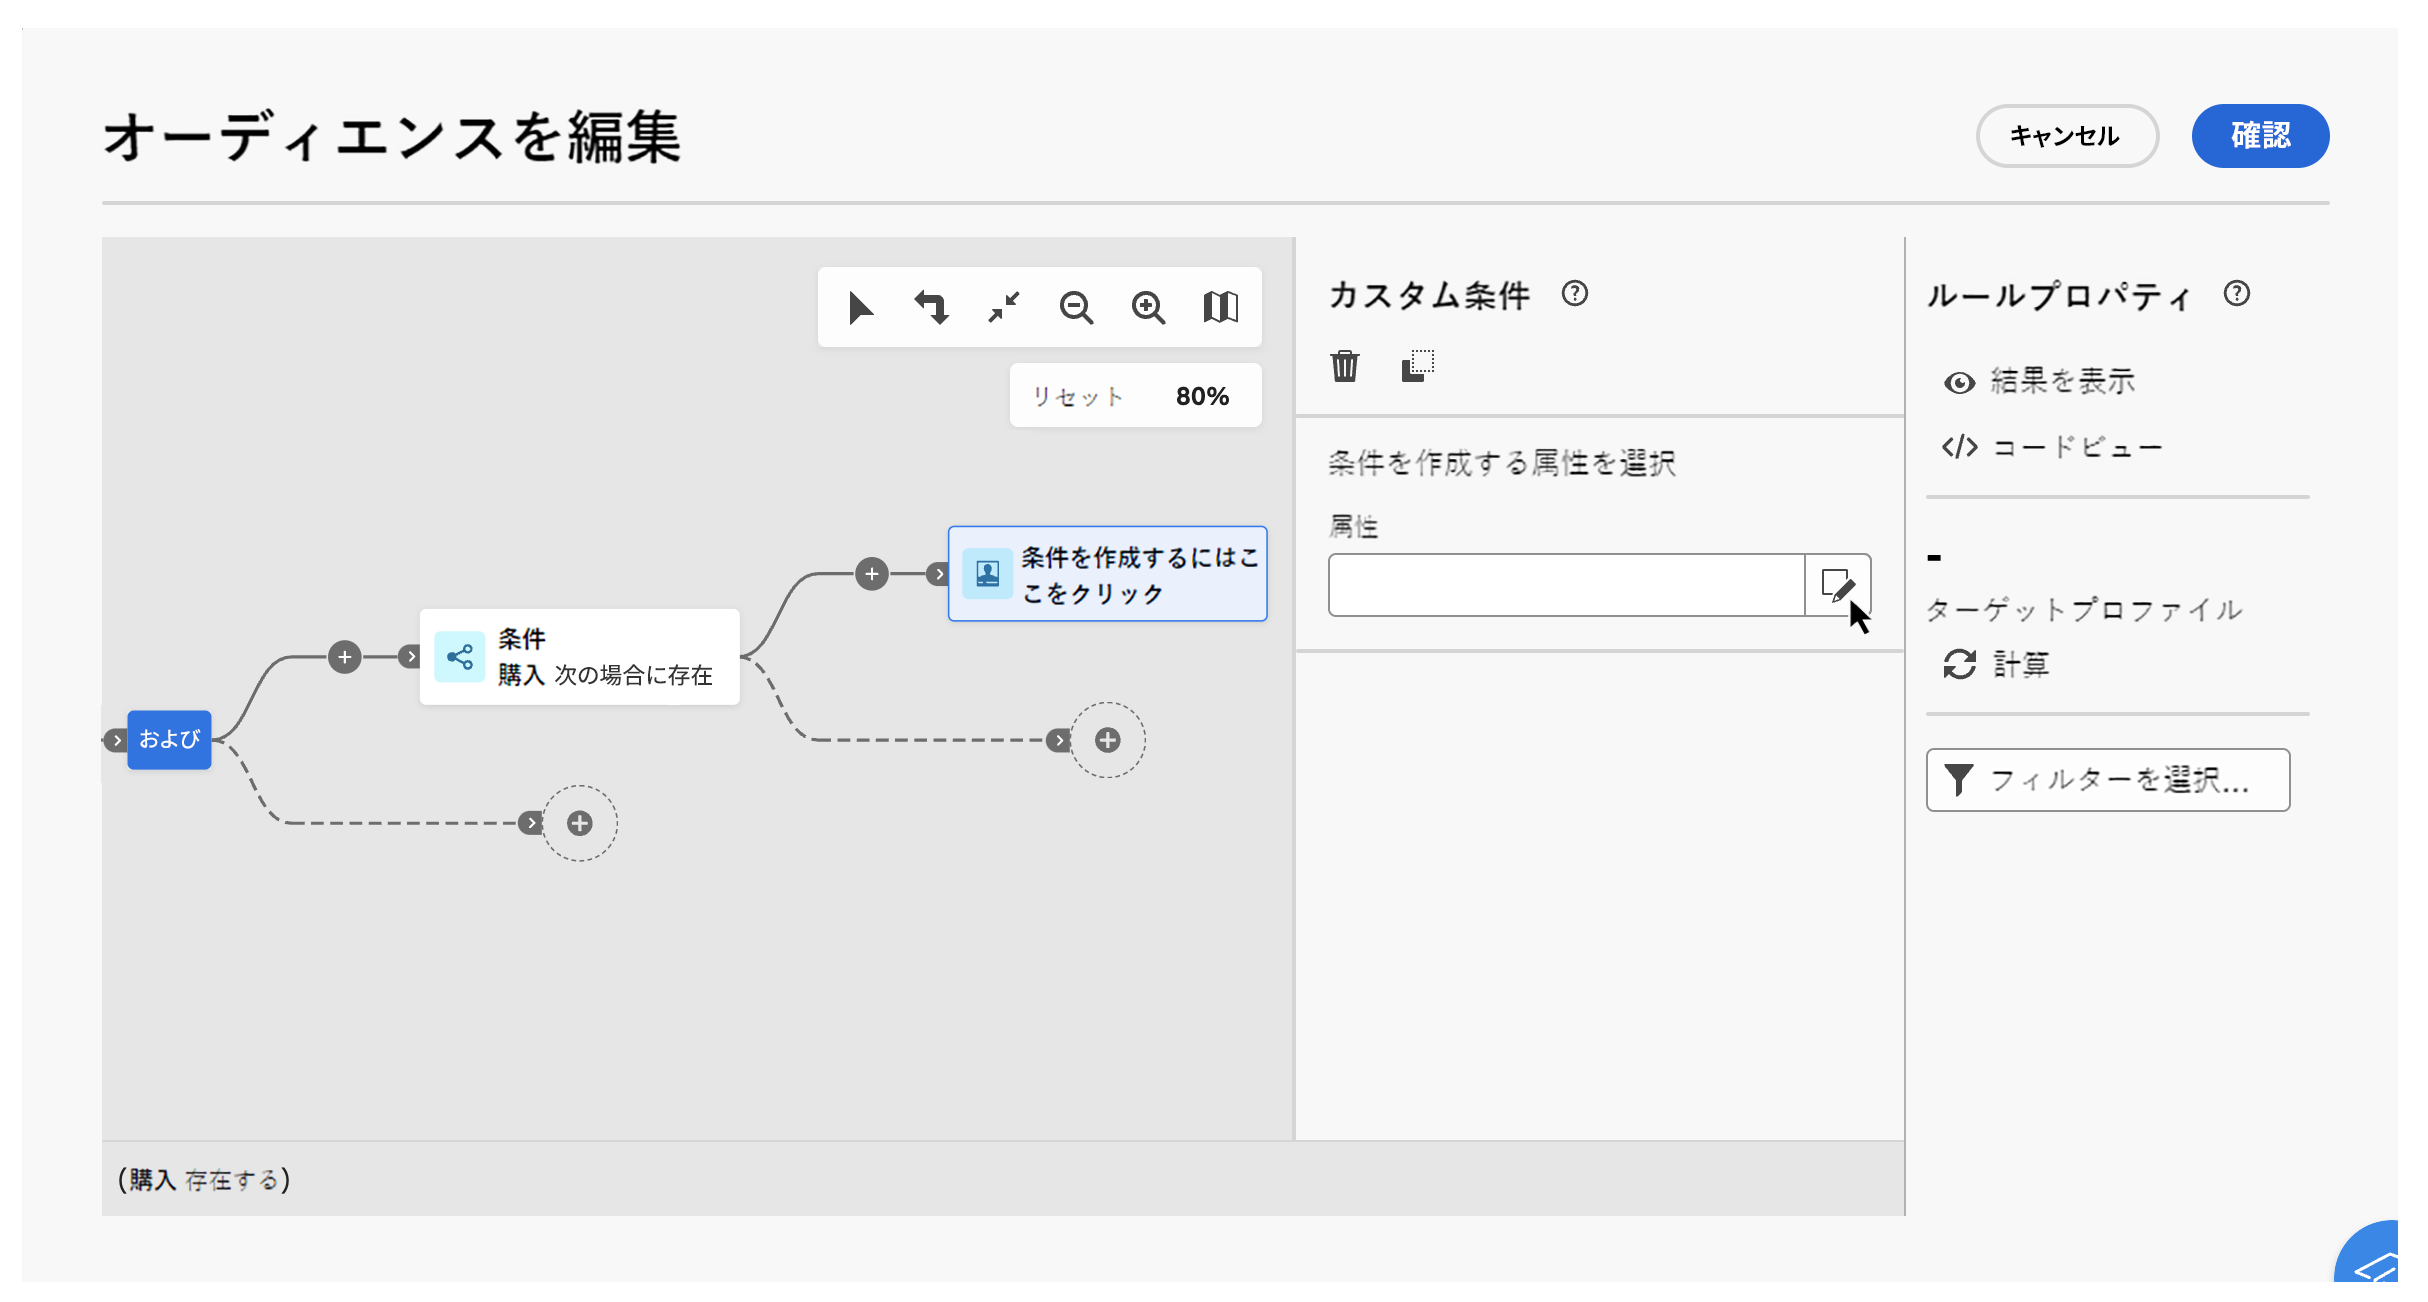 オーディエンスを編集
キャンセル
確認
リセット 80%
条件を作成するにはこ
こをクリック
条件
購入 次の場合に存在
および
(購入 存在する)
カスタム条件
条件を作成する属性を選択
属性
ルールプロパティ
結果を表示
コードビュー
-
ターゲットプロファイル
計算
フィルターを選択...